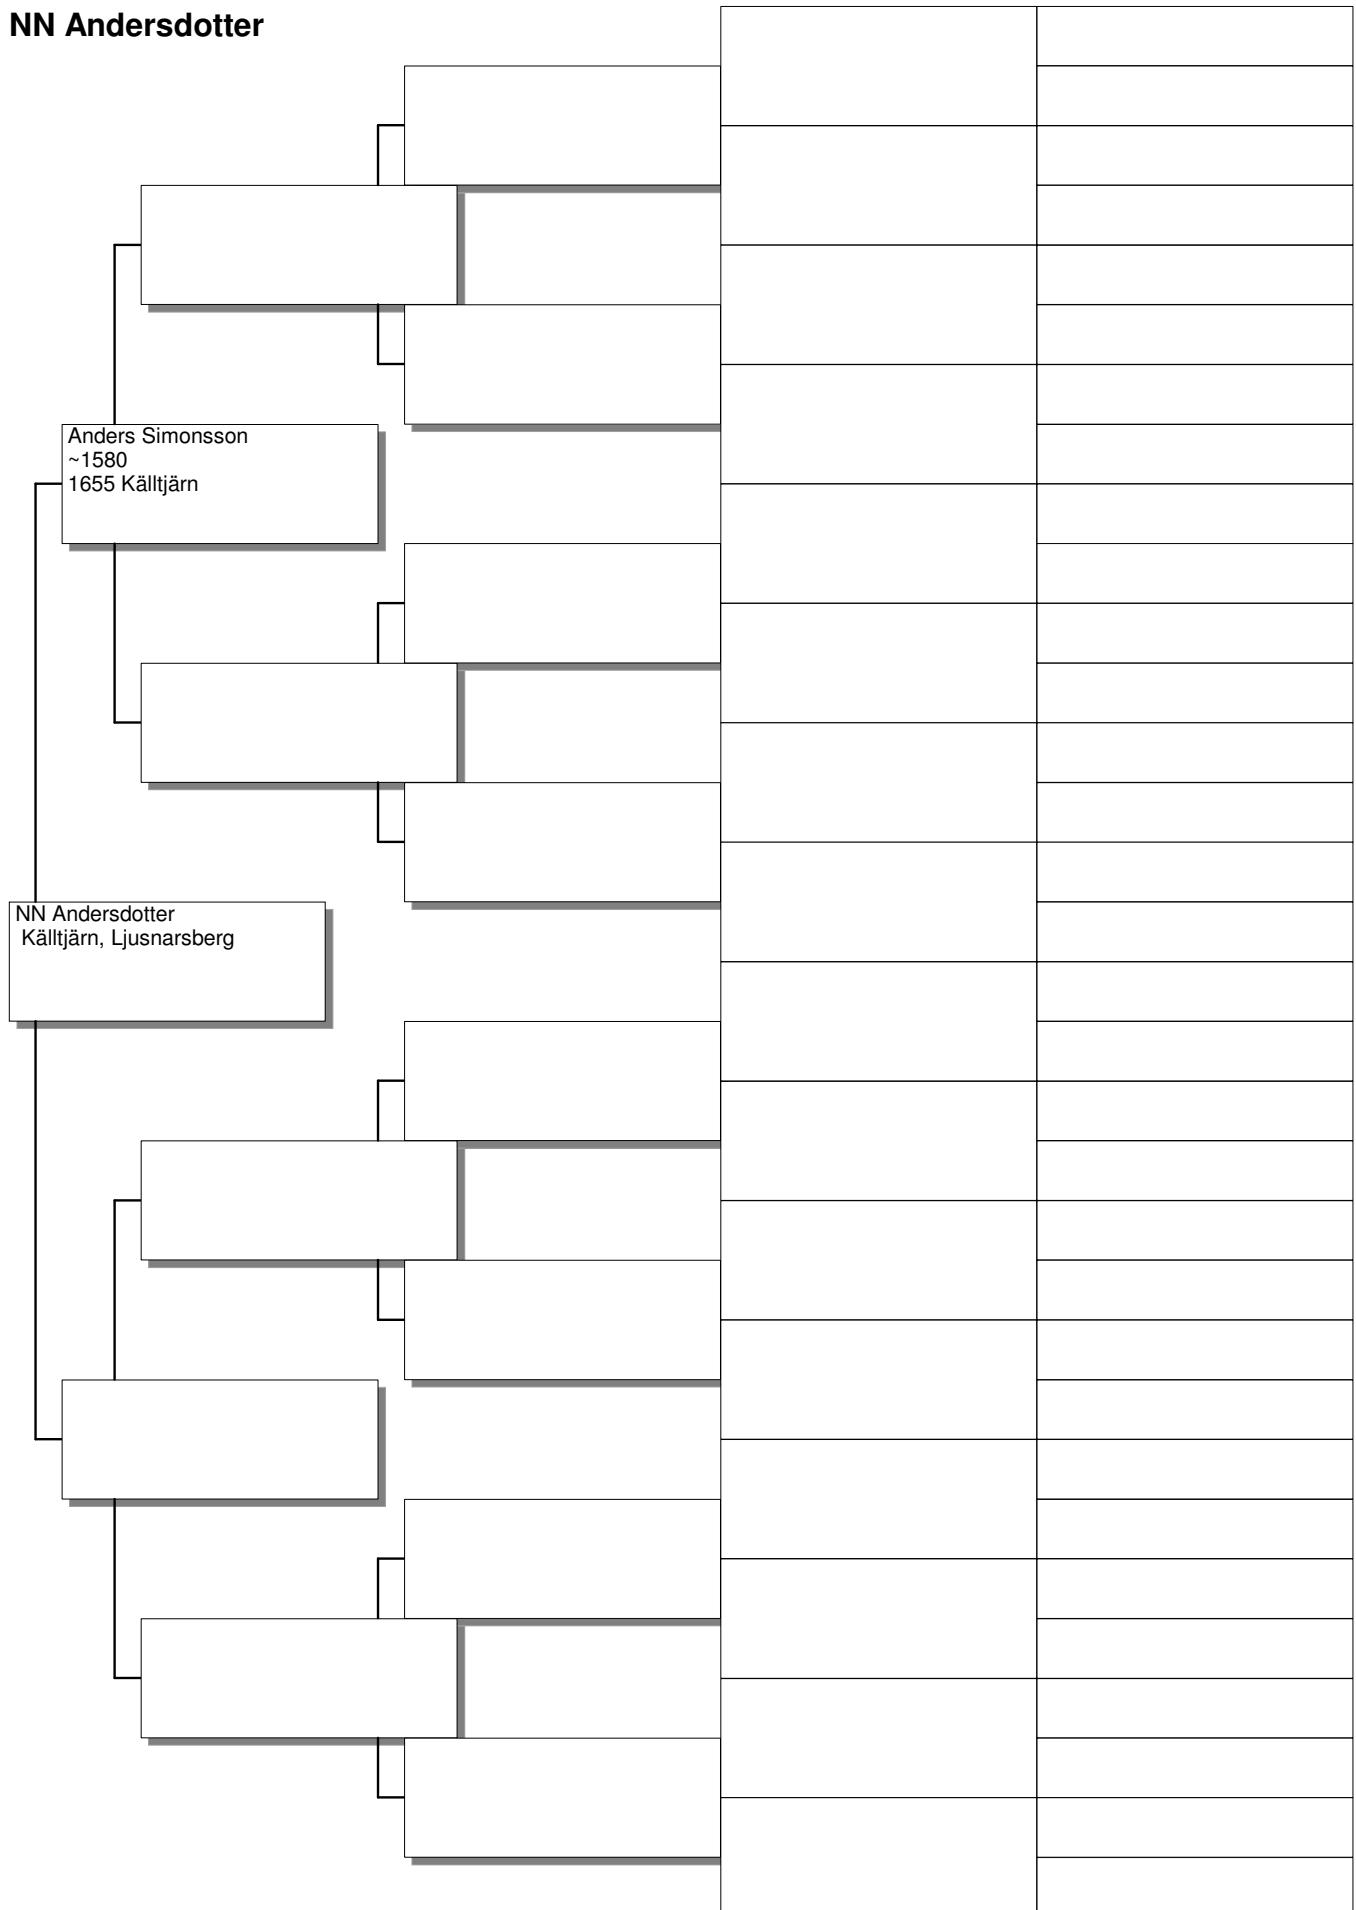 NN Andersdotter
Anders Simonsson
~1580
1655 Källtjärn
NN Andersdotter
Källtjärn, Ljusnarsberg